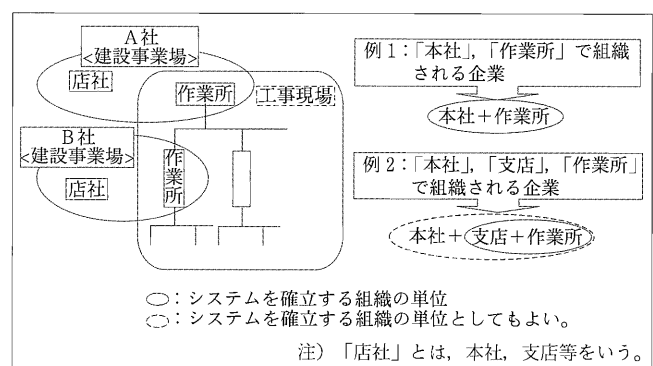 A社
<建設事業場>
店社
作業所
工事現場
B社
<建設事業場>
店社
作業所
例1:「本社」,「作業所」で組織
される企業
本社+作業所
例2:「本社」,「支店」,「作業所」
で組織される企業
本社+支店+作業所
:システムを確立する組織の単位
:システムを確立する組織の単位としてもよい。
注) 「店社」とは,本社,支店等をいう。